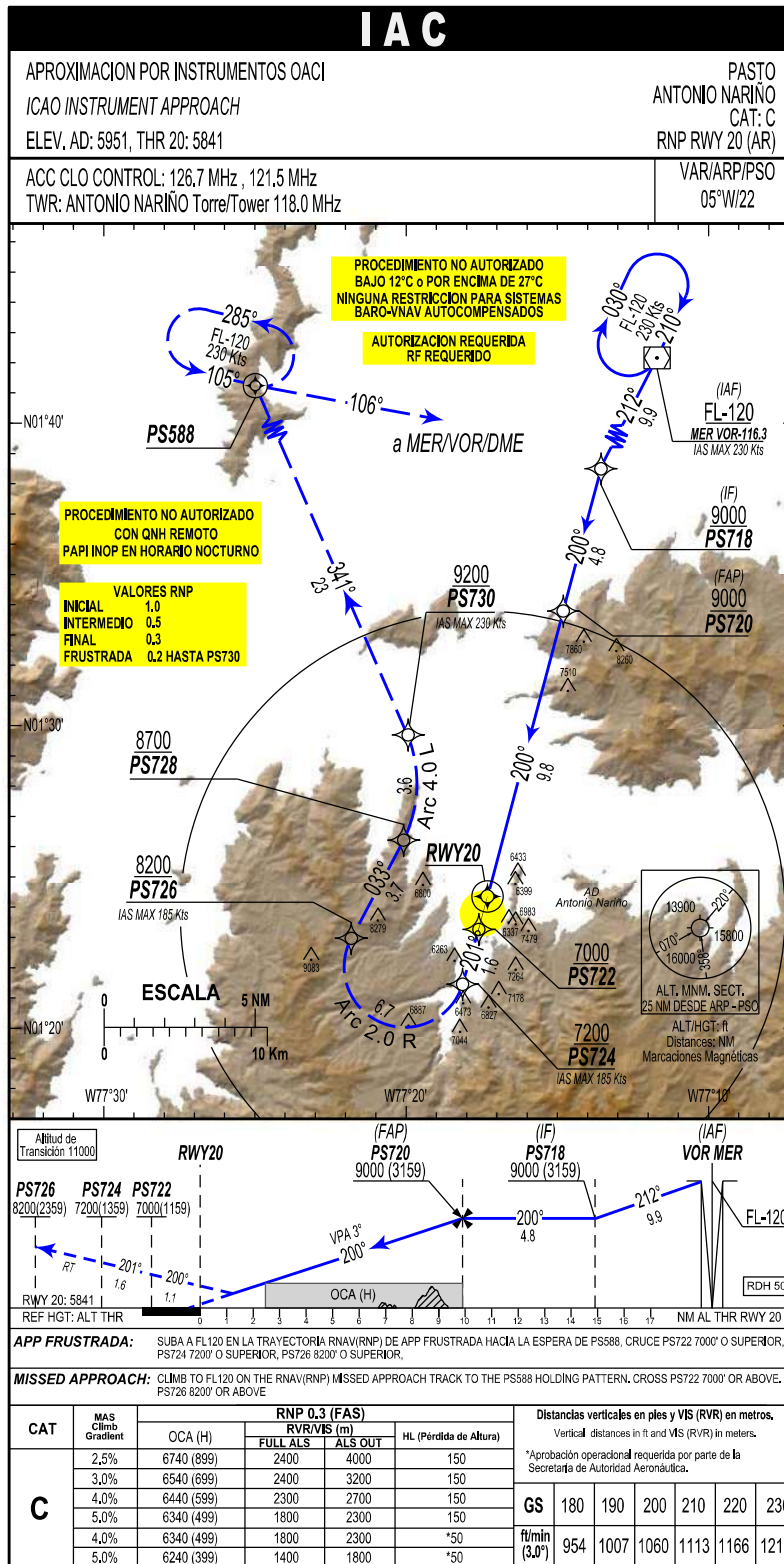 IAC
APROXIMACION POR INSTRUMENTOS OACI
ICAO INSTRUMENT APPROACH
ELEV. AD: 5951, THR 20: 5841
PASTO
ANTONIO NARIÑO
CAT: C
RNP RWY 20 (AR)
ACC CLO CONTROL: 126.7 MHz , 121.5 MHz
TWR: ANTONIO NARIÑO Torre/Tower 118.0 MHz
VAR/ARP/PSO
05°W/22
PROCEDIMIENTO NO AUTORIZADO
BAJO 12°C o POR ENCIMA DE 27°C
NINGUNA RESTRICCION PARA SISTEMAS
BARO-VNAV AUTOCOMPENSADOS
AUTORIZACION REQUERIDA
RF REQUERIDO
285°
FL-120
230 Kts
105°
PS588
106°
a MER/VOR/DME
030°
FL-120
230 Kts
210°
212°
9.9
(IAF)
FL-120
MER VOR-116.3
IAS MAX 230 Kts
N01°40'
(IF)
9000
PS718
200°
4.8
(FAP)
9000
PS720
PROCEDIMIENTO NO AUTORIZADO
CON QNH REMOTO
PAPI INOP EN HORARIO NOCTURNO
VALORES RNP
INICIAL 1.0
INTERMEDIO 0.5
FINAL 0.3
FRUSTRADA 0.2 HASTA PS730
341°
23
9200
PS730
IAS MAX 230 Kts
7860
8260
7510
N01°30'
200°
9.8
8700
PS728
3.6
Arc 4.0 L
8200
PS726
IAS MAX 185 Kts
033°
3.7
RWY20
6433
6399
6800
8279
9083
6263
6337
6983
7479
7264
7178
6827
6473
7044
6887
AD
Antonio Nariño
201°
1.6
7000
PS722
7200
PS724
IAS MAX 185 Kts
6.7
Arc 2.0 R
13900
220°
070°
15800
16000
358°
ALT. MNM. SECT.
25 NM DESDE ARP - PSO
ALT/HGT: ft
Distances: NM
Marcaciones Magnéticas
ESCALA
0
5 NM
0
10 Km
N01°20'
W77°30'
W77°20'
W77°10'
Altitud de
Transición 11000
RWY20
(FAP)
PS720
9000 (3159)
(IF)
PS718
9000 (3159)
(IAF)
VOR MER
PS726
8200(2359)
PS724
7200(1359)
PS722
7000(1159)
VPA 3°
200°
200°
4.8
212°
9.9
FL-120
RT
201°
1.6
200°
1.1
OCA (H)
RDH 50
RWY 20: 5841
REF HGT: ALT THR
0 1 2 3 4 5 6 7 8 9 10 11 12 13 14 15 16 17
NM AL THR RWY 20
APP FRUSTRADA: SUBA A FL120 EN LA TRAYECTORIA RNAV(RNP) DE APP FRUSTRADA HACIA LA ESPERA DE PS588, CRUCE PS722 7000' O SUPERIOR,
PS724 7200' O SUPERIOR, PS726 8200' O SUPERIOR,
MISSED APPROACH: CLIMB TO FL120 ON THE RNAV(RNP) MISSED APPROACH TRACK TO THE PS588 HOLDING PATTERN. CROSS PS722 7000' OR ABOVE.
PS726 8200' OR ABOVE
CAT
MAS
Climb
Gradient
RNP 0.3 (FAS)
OCA (H)
RVR/VIS (m)
FULL ALS ALS OUT
HL (Pérdida de Altura)
C
2,5% 6740 (899) 2400 4000 150
3,0% 6540 (699) 2400 3200 150
4.0% 6440 (599) 2300 2700 150
5.0% 6340 (499) 1800 2300 150
4.0% 6340 (499) 1800 2300 *50
5.0% 6240 (399) 1400 1800 *50
Distancias verticales en pies y VIS (RVR) en metros.
Vertical distances in ft and VIS (RVR) in meters.
*Aprobación operacional requerida por parte de la
Secretaria de Autoridad Aeronáutica.
GS 180 190 200 210 220 230
ft/min
(3.0°) 954 1007 1060 1113 1166